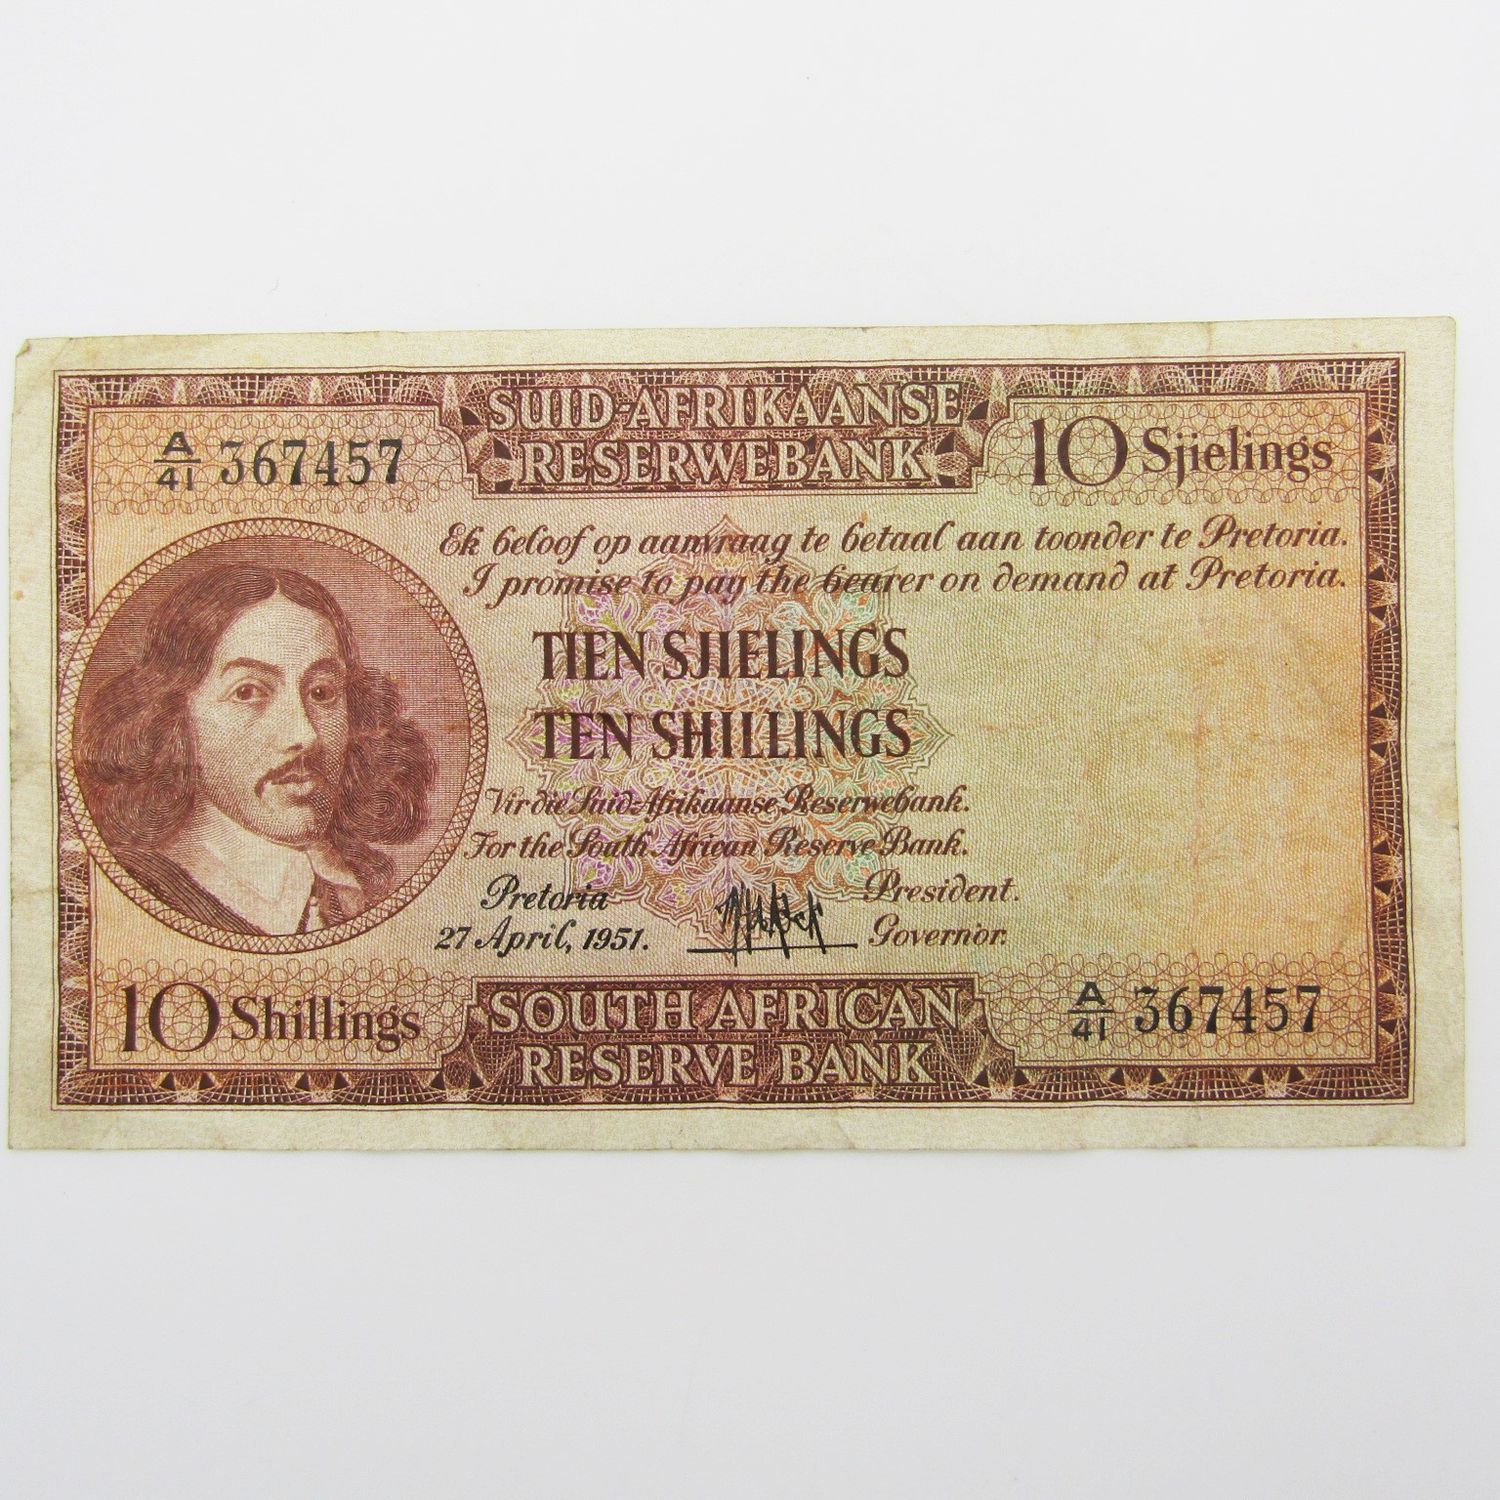 SUID-AFRIKAANSE
RESERWEBANK
A/41 367457
10 Sjielings
Ek beloof op aanvraag te betaal aan toonder te Pretoria.
I promise to pay the bearer on demand at Pretoria.
TIEN SJIELINGS
TEN SHILLINGS
Vir die Suid-Afrikaanse Reserwebank.
For the South African Reserve Bank.
Pretoria
27 April, 1951.
President.
Governor.
10 Shillings
SOUTH AFRICAN
RESERVE BANK
A/41 367457